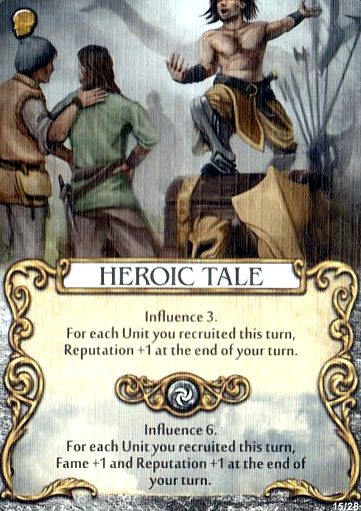 HEROIC TALE
Influence 3.
For each Unit you recruited this turn,
Reputation +1 at the end of your turn.
Influence 6.
For each Unit you recruited this turn,
Fame +1 and Reputation +1 at the end of
your turn.
15/28